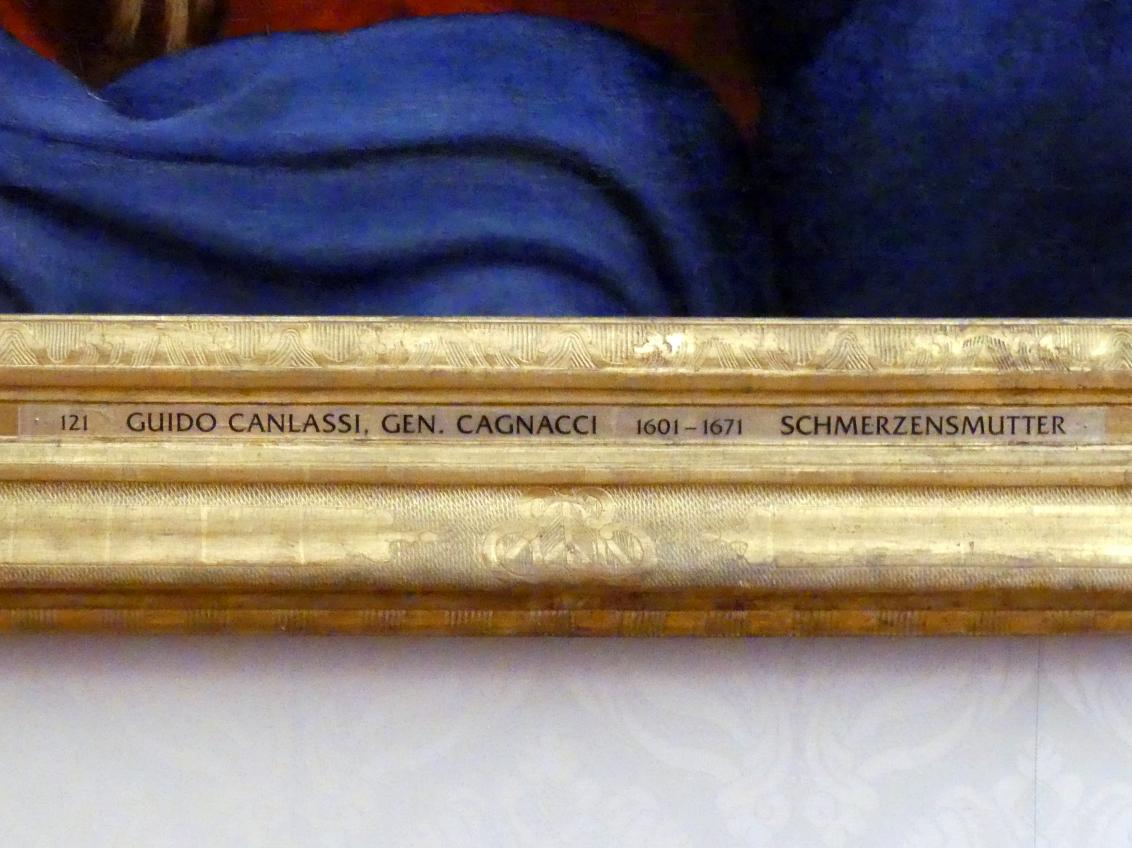 121 GUIDO CANLASSI, GEN. CAGNACCI 1601–1671 SCHMERZENSMUTTER